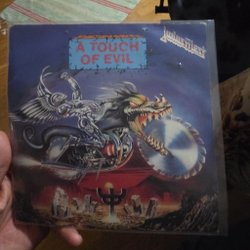 Judas Priest
A TOUCH
OF EVIL